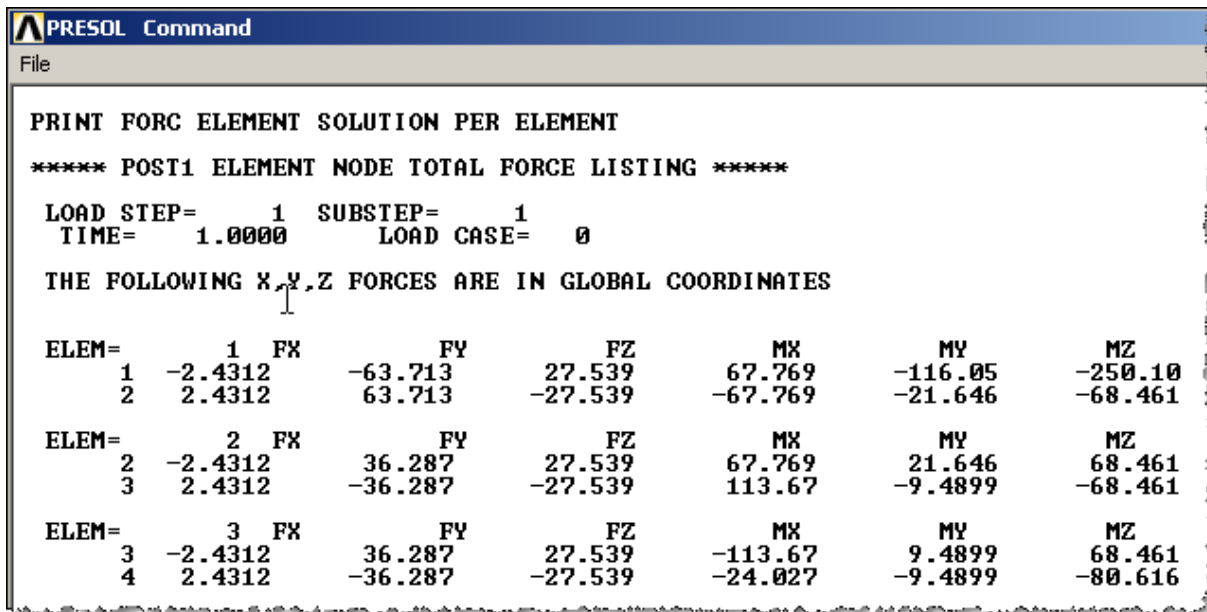 PRESOL Command
File
PRINT FORC ELEMENT SOLUTION PER ELEMENT
***** POST1 ELEMENT NODE TOTAL FORCE LISTING *****
LOAD STEP= 1 SUBSTEP= 1
TIME= 1.0000 LOAD CASE= 0
THE FOLLOWING X,Y,Z FORCES ARE IN GLOBAL COORDINATES
ELEM= 1 FX FY FZ MX MY MZ
1 -2.4312 -63.713 27.539 67.769 -116.05 -250.10
2 2.4312 63.713 -27.539 -67.769 -21.646 -68.461
ELEM= 2 FX FY FZ MX MY MZ
2 -2.4312 36.287 27.539 67.769 21.646 68.461
3 2.4312 -36.287 -27.539 113.67 -9.4899 -68.461
ELEM= 3 FX FY FZ MX MY MZ
3 -2.4312 36.287 27.539 -113.67 9.4899 68.461
4 2.4312 -36.287 -27.539 -24.027 -9.4899 -80.616